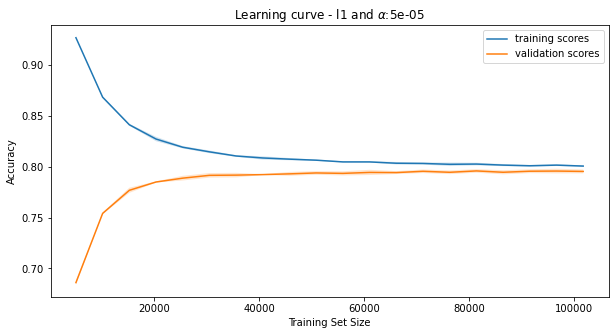 Learning curve - l1 and α:5e-05
training scores
validation scores
Accuracy
0.90
0.85
0.80
0.75
0.70
20000 40000 60000 80000 100000
Training Set Size